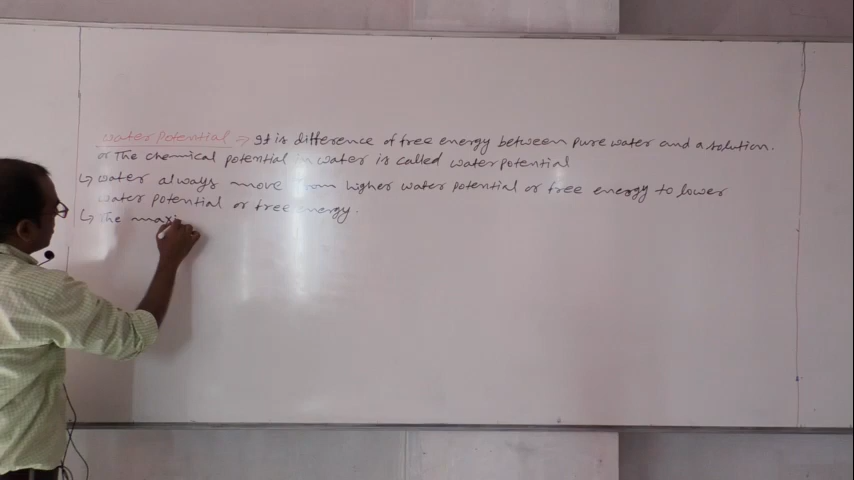 water potential → It is difference of free energy between pure water and a solution.
or The chemical potential in water is called water potential
↳ water always move from higher water potential or free energy to lower
water potential or free energy.
↳ The maxi